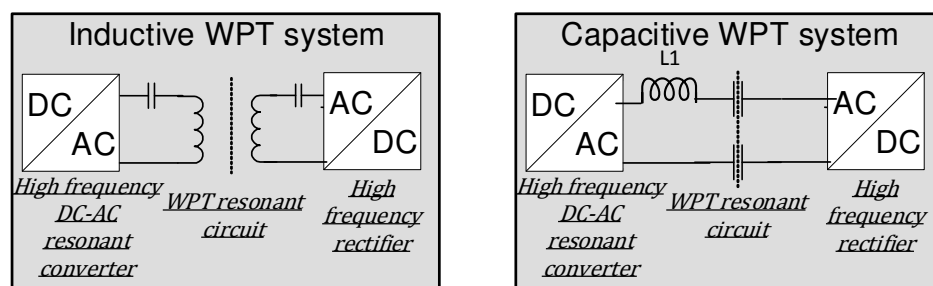 Inductive WPT system
DC
AC
AC
DC
High frequency
DC-AC
resonant
converter
WPT resonant
circuit
High
frequency
rectifier
Capacitive WPT system
L1
DC
AC
AC
DC
High frequency
DC-AC
resonant
converter
WPT resonant
circuit
High
frequency
rectifier